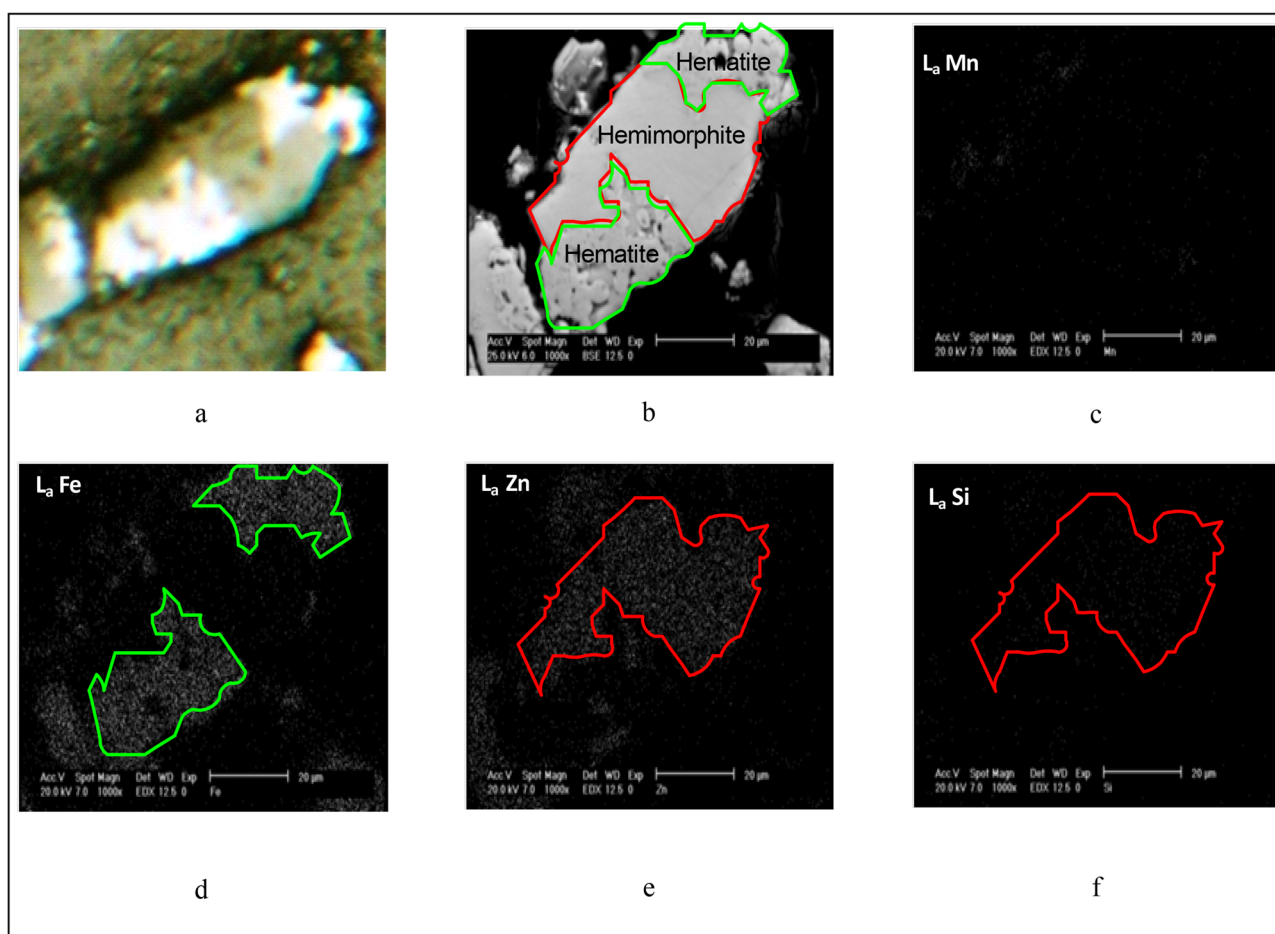 Hematite
Hemimorphite
Hematite
Acc.V Spot Magn Det WD Exp 20 µm
25.0 kV 6.0 1000x BSE 12.5 0
Lₐ Mn
Acc.V Spot Magn Det WD Exp 20 µm
20.0 kV 7.0 1000x EDX 12.5 0 Mn
a
b
c
Lₐ Fe
Acc.V Spot Magn Det WD Exp 20 µm
20.0 kV 7.0 1000x EDX 12.5 0 Fe
Lₐ Zn
Acc.V Spot Magn Det WD Exp 20 µm
20.0 kV 7.0 1000x EDX 12.5 0 Zn
Lₐ Si
Acc.V Spot Magn Det WD Exp 20 µm
20.0 kV 7.0 1000x EDX 12.5 0 Si
d
e
f